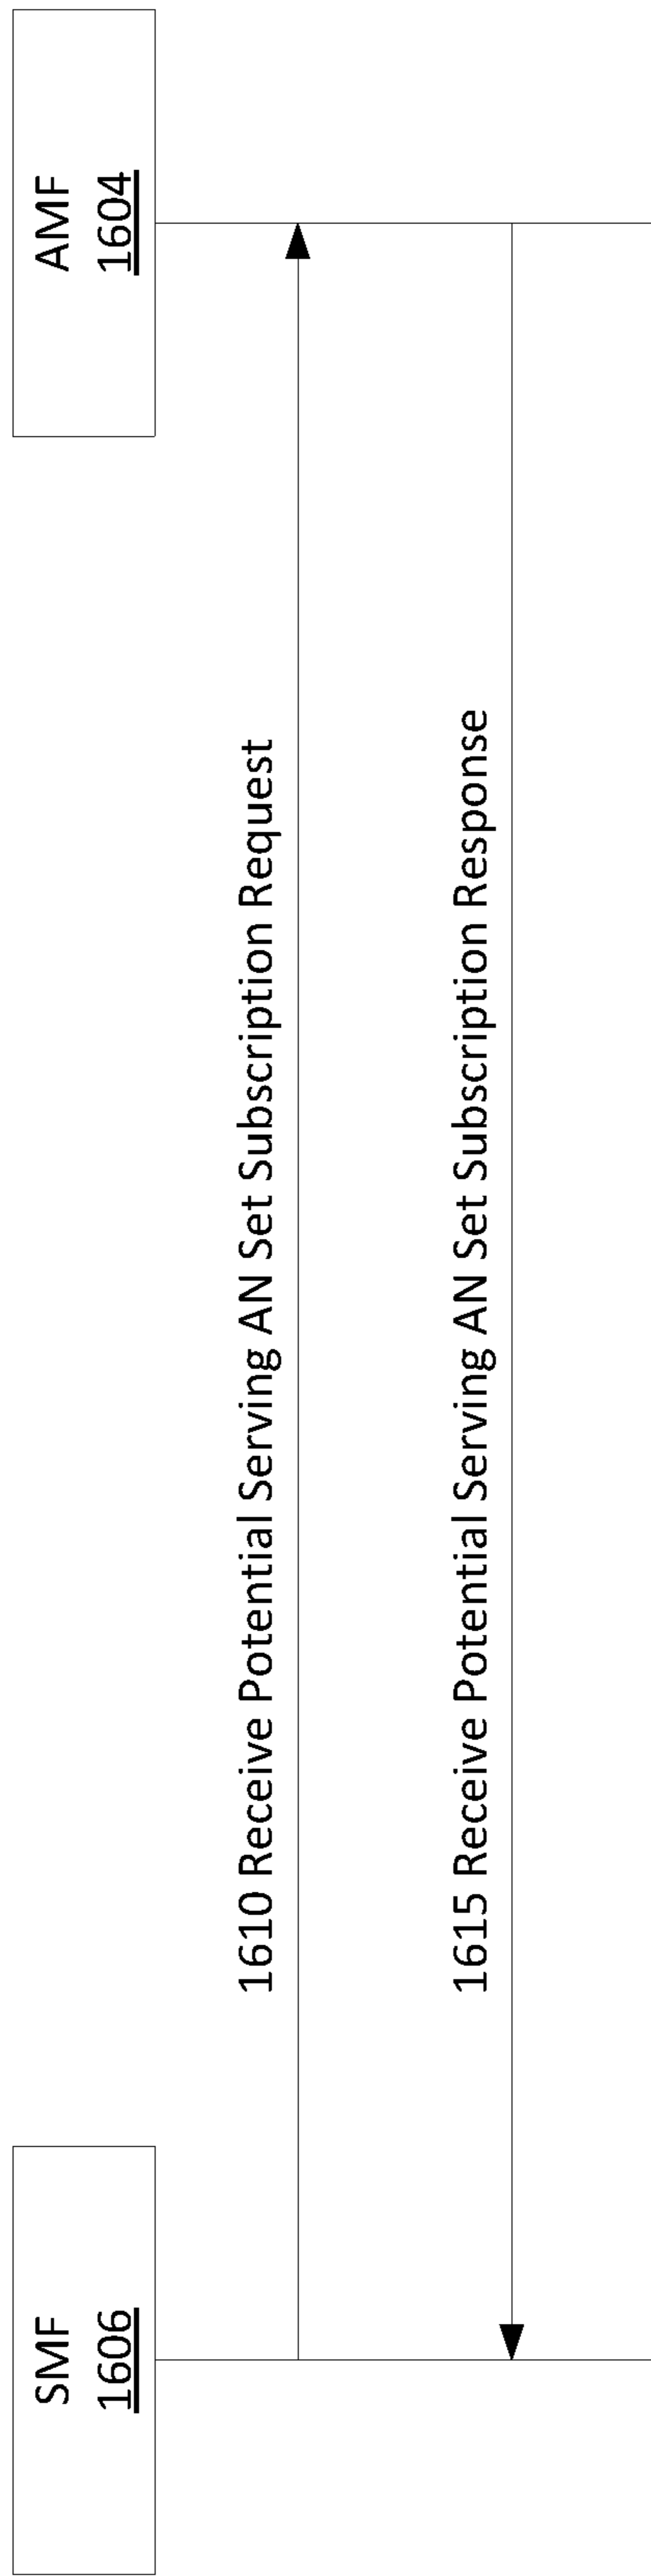 SMF
1606
AMF
1604
1610 Receive Potential Serving AN Set Subscription Request
1615 Receive Potential Serving AN Set Subscription Response